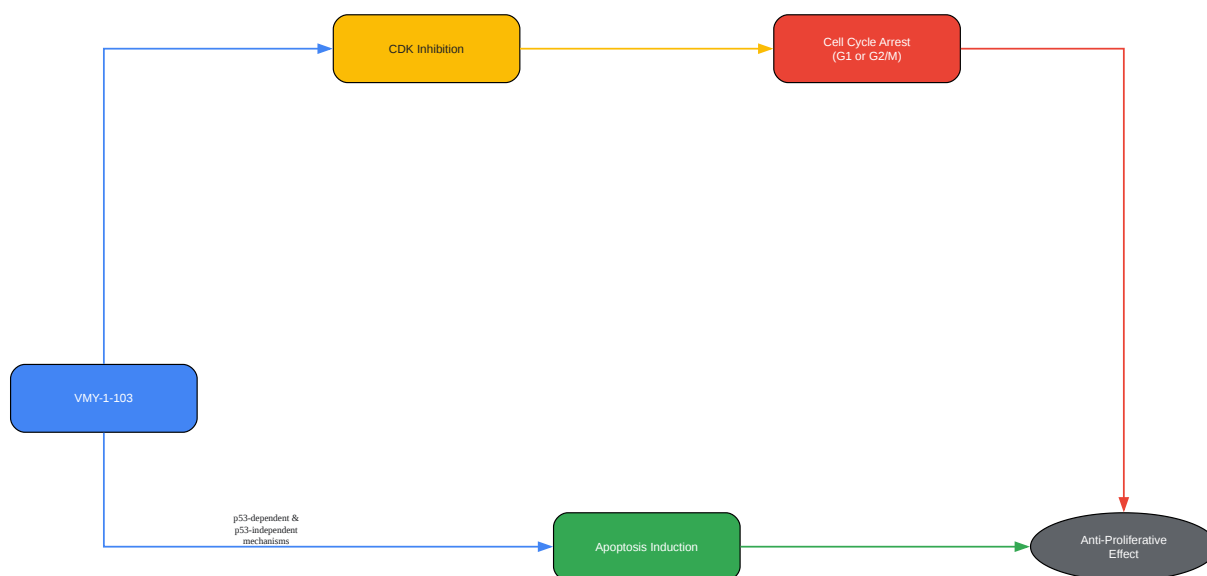 CDK Inhibition
Cell Cycle Arrest
(G1 or G2/M)
VMY-1-103
p53-dependent &
p53-independent
mechanisms
Apoptosis Induction
Anti-Proliferative
Effect